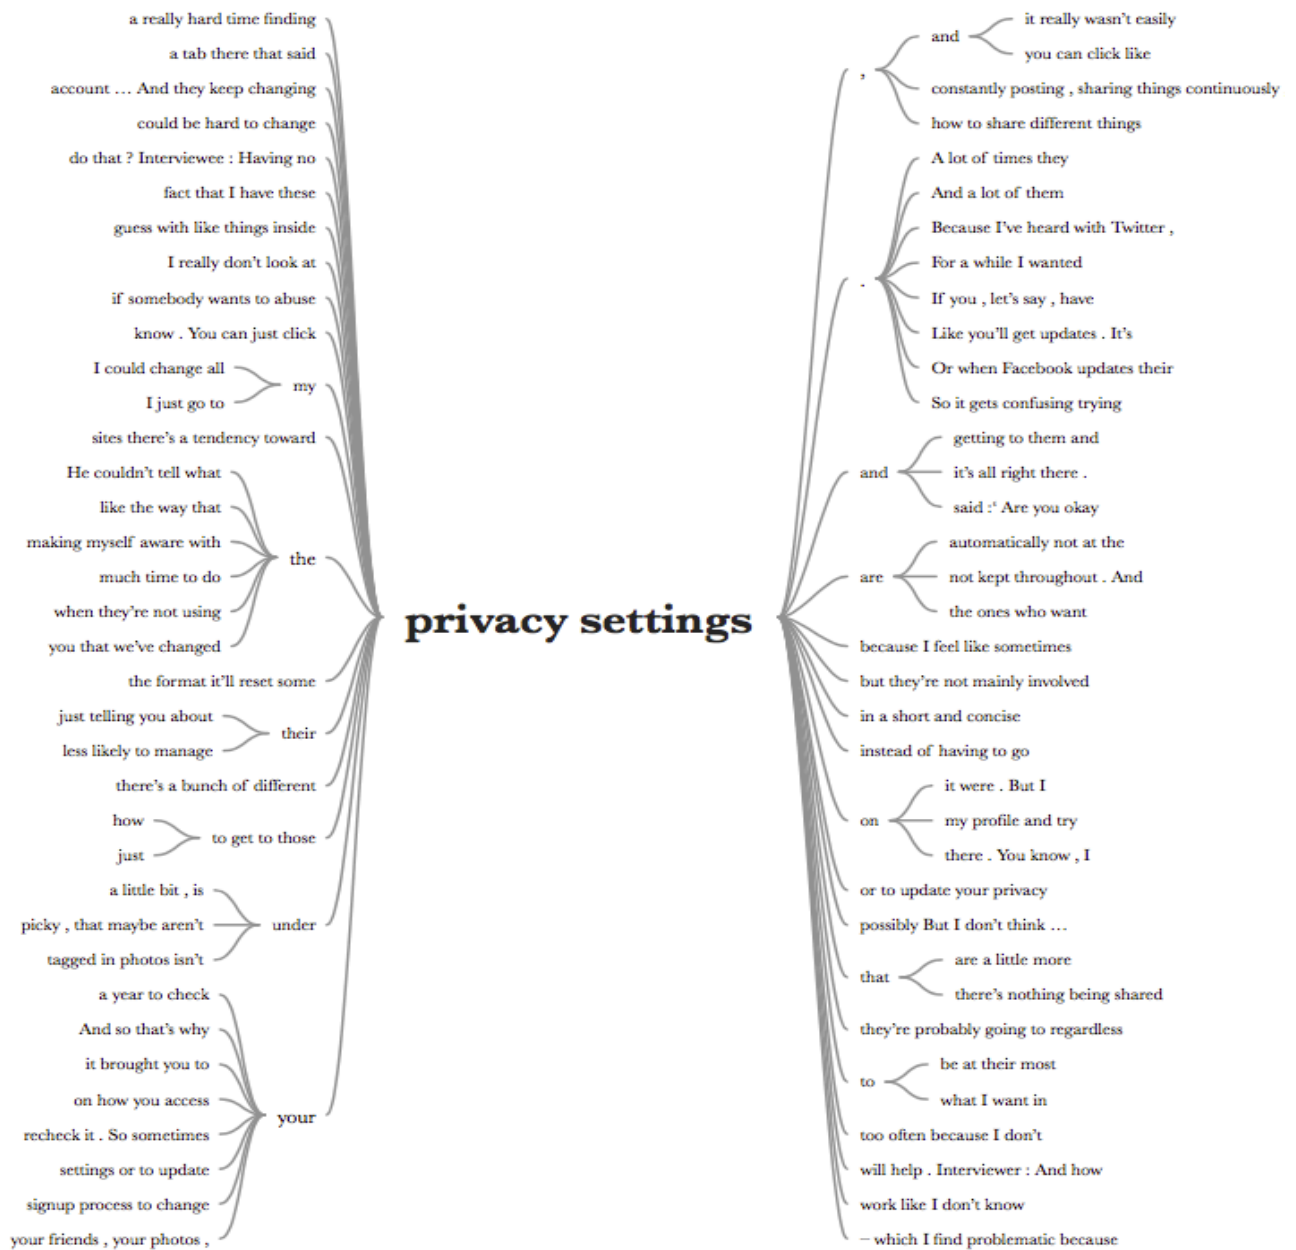 a really hard time finding
a tab there that said
account … And they keep changing
could be hard to change
do that ? Interviewee : Having no
fact that I have these
guess with like things inside
I really don't look at
if somebody wants to abuse
know . You can just click
I could change all
I just go to
my
sites there's a tendency toward
He couldn't tell what
like the way that
making myself aware with
much time to do
when they're not using
you that we've changed
the
the format it'll reset some
just telling you about
less likely to manage
their
there's a bunch of different
how
just
to get to those
a little bit , is
picky , that maybe aren't
tagged in photos isn't
under
a year to check
And so that's why
it brought you to
on how you access
recheck it . So sometimes
settings or to update
signup process to change
your friends , your photos ,
your
privacy settings
,
and
it really wasn't easily
you can click like
constantly posting , sharing things continuously
how to share different things
.
A lot of times they
And a lot of them
Because I've heard with Twitter ,
For a while I wanted
If you , let's say , have
Like you'll get updates . It's
Or when Facebook updates their
So it gets confusing trying
and
getting to them and
it's all right there .
said :‘ Are you okay
are
automatically not at the
not kept throughout . And
the ones who want
because I feel like sometimes
but they're not mainly involved
in a short and concise
instead of having to go
on
it were . But I
my profile and try
there . You know , I
or to update your privacy
possibly But I don't think …
that
are a little more
there's nothing being shared
they're probably going to regardless
to
be at their most
what I want in
too often because I don't
will help . Interviewer : And how
work like I don't know
– which I find problematic because